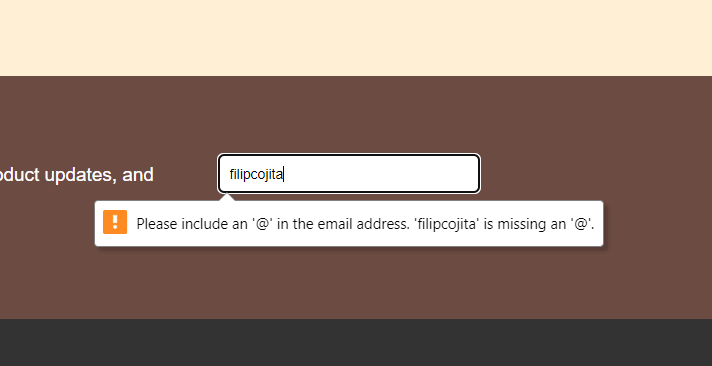 oduct updates, and
filipcojita
Please include an '@' in the email address. 'filipcojita' is missing an '@'.